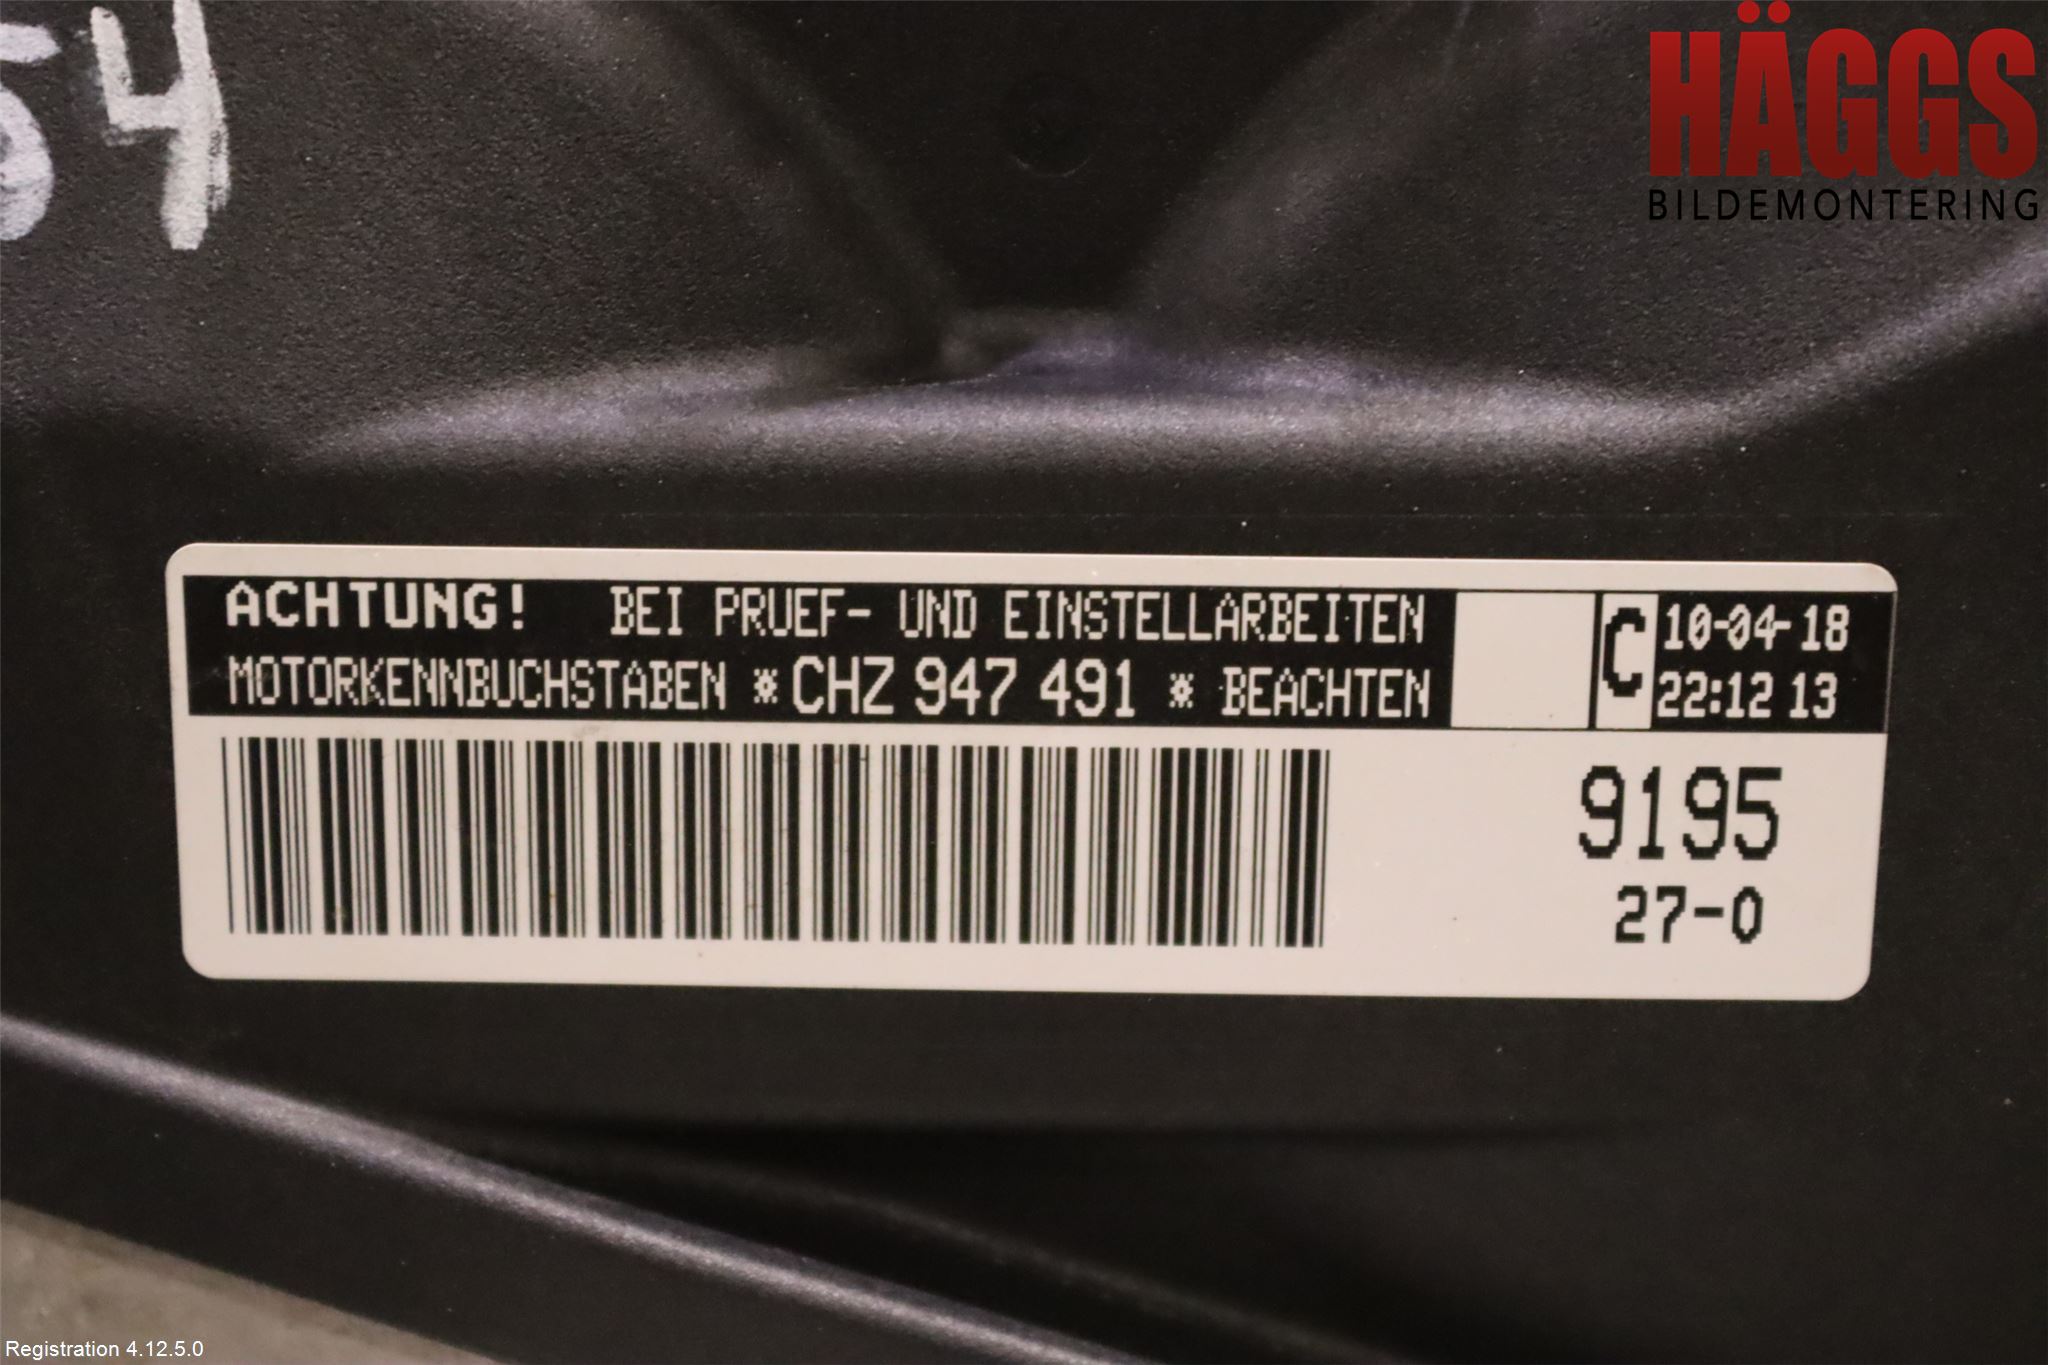 54
HÄGGS
BILDEMONTERING
ACHTUNG! BEI PRUEF- UND EINSTELLARBEITEN
MOTORKENNBUCHSTABEN * CHZ 947 491 * BEACHTEN
C
10-04-18
22:12 13
9195
27-0
Registration 4.12.5.0